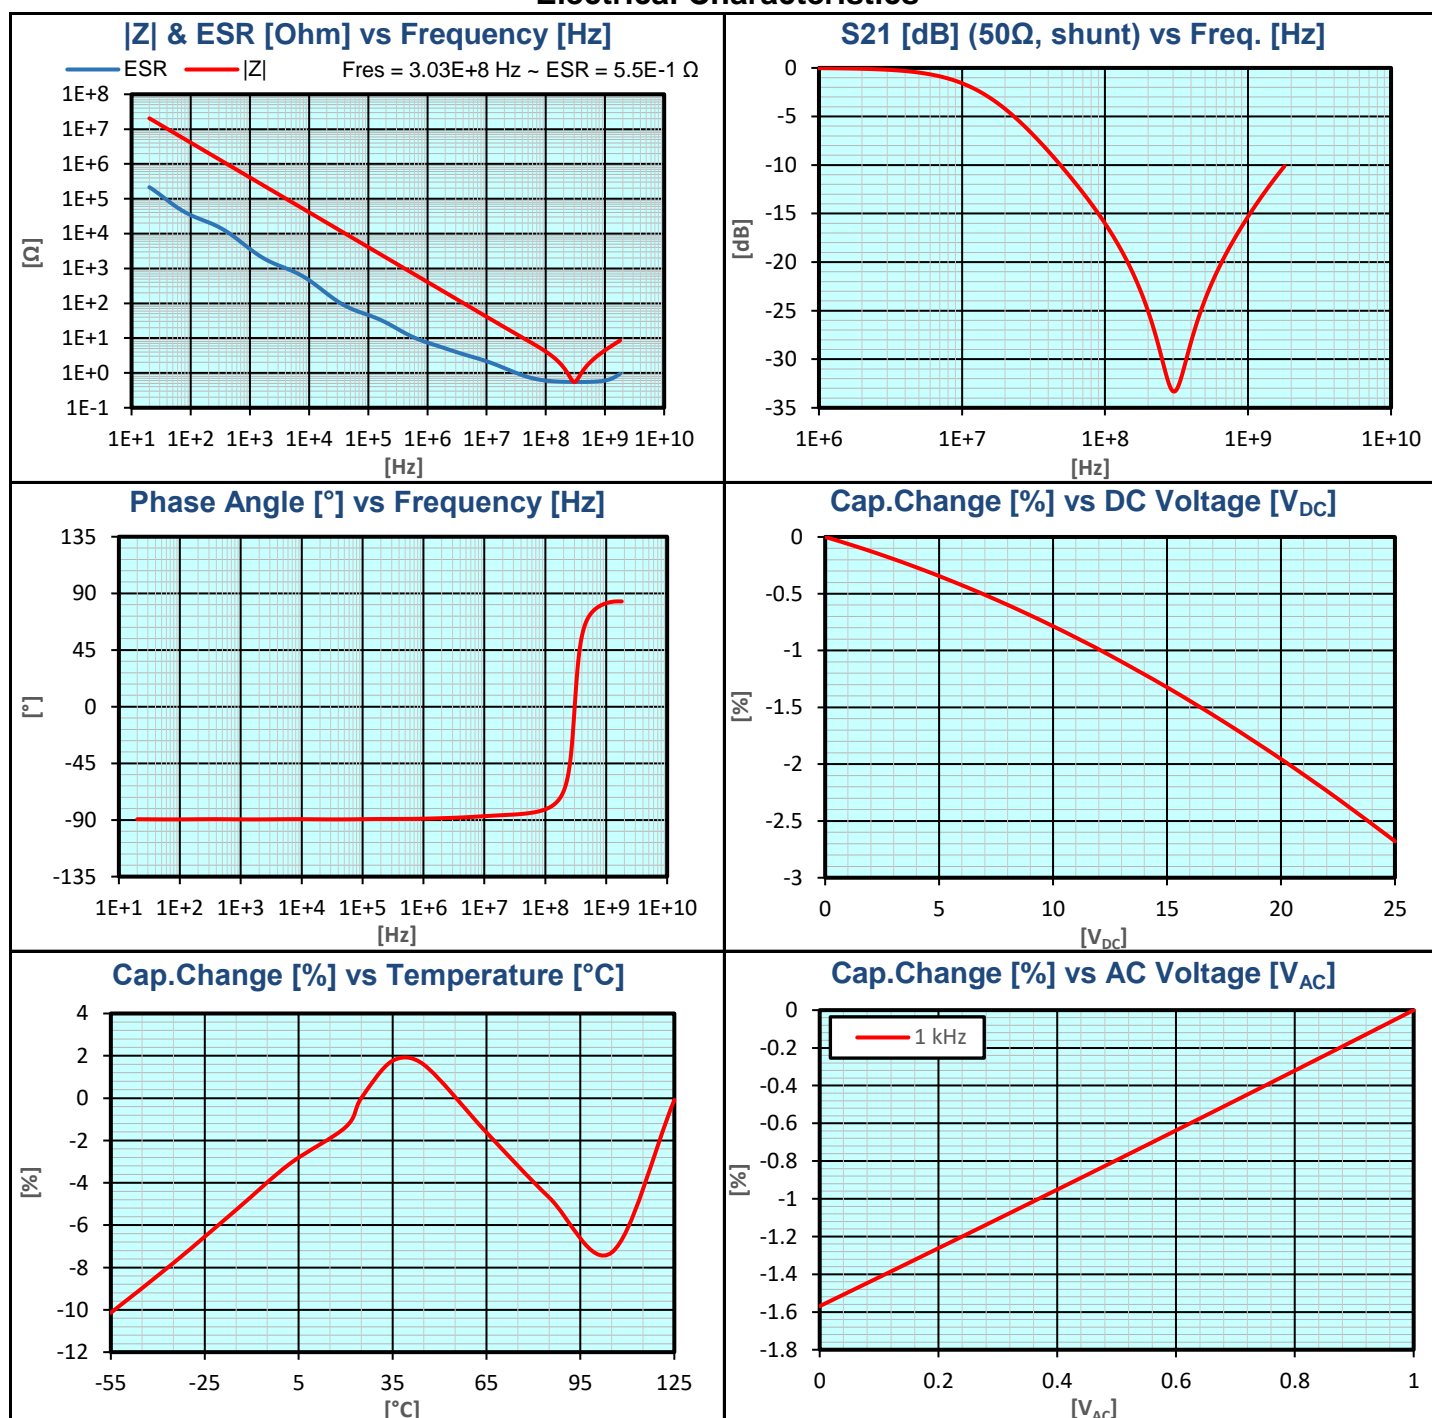 Electrical Characteristics
|Z| & ESR [Ohm] vs Frequency [Hz]
ESR |Z| Fres = 3.03E+8 Hz ~ ESR = 5.5E-1 Ω
1E+8
1E+7
1E+6
1E+5
1E+4
1E+3
1E+2
1E+1
1E+0
1E-1
[Ω]
1E+1 1E+2 1E+3 1E+4 1E+5 1E+6 1E+7 1E+8 1E+9 1E+10
[Hz]
S21 [dB] (50Ω, shunt) vs Freq. [Hz]
0
-5
-10
-15
-20
-25
-30
-35
[dB]
1E+6 1E+7 1E+8 1E+9 1E+10
[Hz]
Phase Angle [°] vs Frequency [Hz]
135
90
45
0
-45
-90
-135
[°]
1E+1 1E+2 1E+3 1E+4 1E+5 1E+6 1E+7 1E+8 1E+9 1E+10
[Hz]
Cap.Change [%] vs DC Voltage [VDC]
0
-0.5
-1
-1.5
-2
-2.5
-3
[%]
0 5 10 15 20 25
[VDC]
Cap.Change [%] vs Temperature [°C]
4
2
0
-2
-4
-6
-8
-10
-12
[%]
-55 -25 5 35 65 95 125
[°C]
Cap.Change [%] vs AC Voltage [VAC]
1 kHz
0
-0.2
-0.4
-0.6
-0.8
-1
-1.2
-1.4
-1.6
-1.8
[%]
0 0.2 0.4 0.6 0.8 1
[VAC]